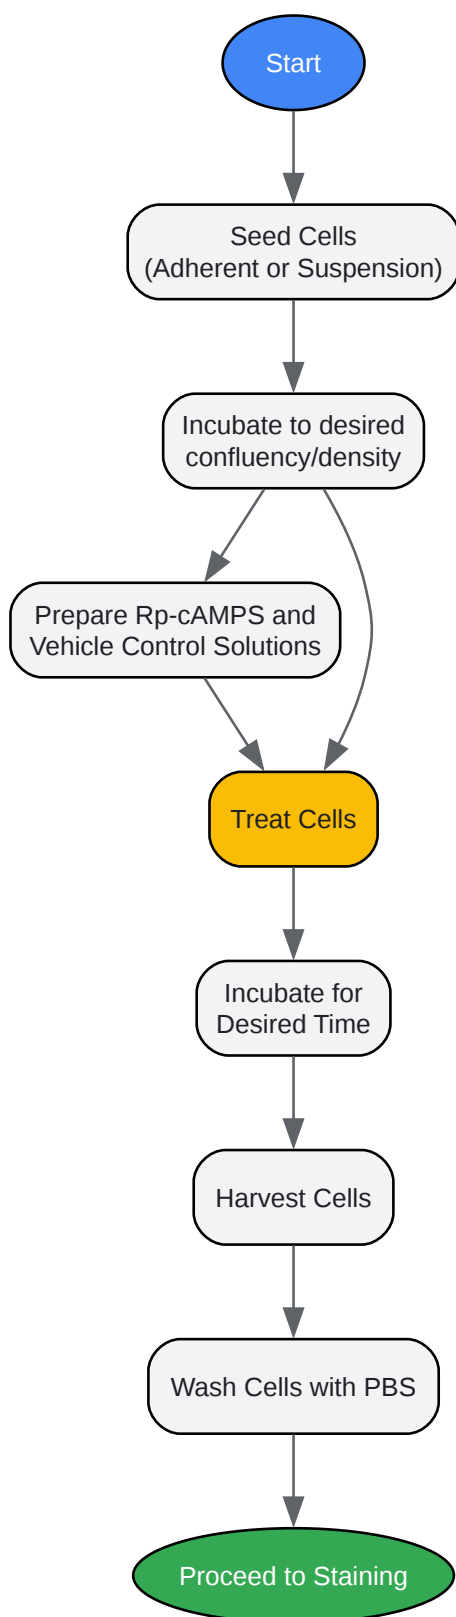 Start
Seed Cells
(Adherent or Suspension)
Incubate to desired
confluency/density
Prepare Rp-cAMPS and
Vehicle Control Solutions
Treat Cells
Incubate for
Desired Time
Harvest Cells
Wash Cells with PBS
Proceed to Staining